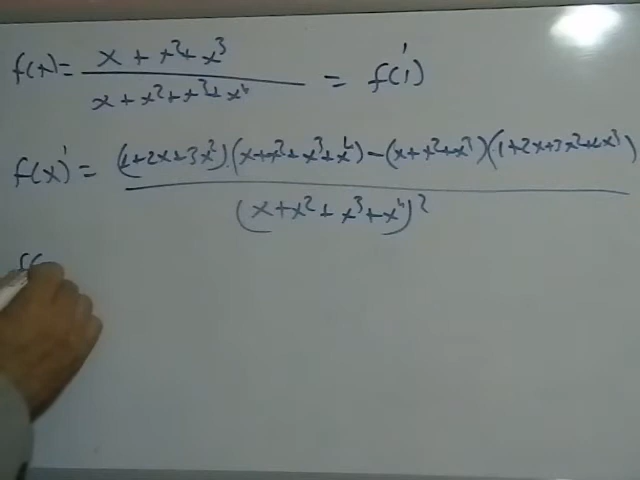 f(x) = x + x² + x³ / x + x² + x³ + x⁴ = f(1)'
f(x)' = (1+2x+3x²)(x+x²+x³+x⁴) - (x+x²+x³)(1+2x+3x²+4x³) / (x+x²+x³+x⁴)²
f(